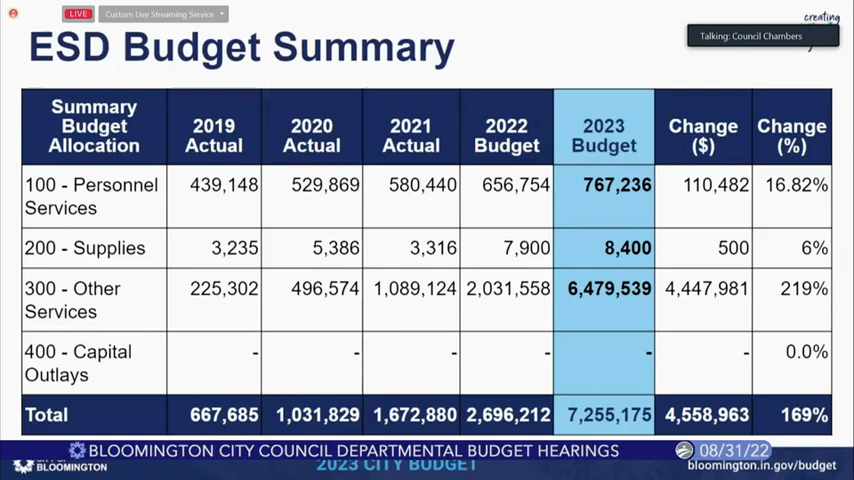 LIVE Custom Live Streaming Service
creating
Talking: Council Chambers
ESD Budget Summary
Summary Budget Allocation 2019 Actual 2020 Actual 2021 Actual 2022 Budget 2023 Budget Change ($) Change (%)
100 - Personnel Services 439,148 529,869 580,440 656,754 767,236 110,482 16.82%
200 - Supplies 3,235 5,386 3,316 7,900 8,400 500 6%
300 - Other Services 225,302 496,574 1,089,124 2,031,558 6,479,539 4,447,981 219%
400 - Capital Outlays - - - - - - 0.0%
Total 667,685 1,031,829 1,672,880 2,696,212 7,255,175 4,558,963 169%
BLOOMINGTON CITY COUNCIL DEPARTMENTAL BUDGET HEARINGS 08/31/22
BLOOMINGTON 2023 CITY BUDGET bloomington.in.gov/budget